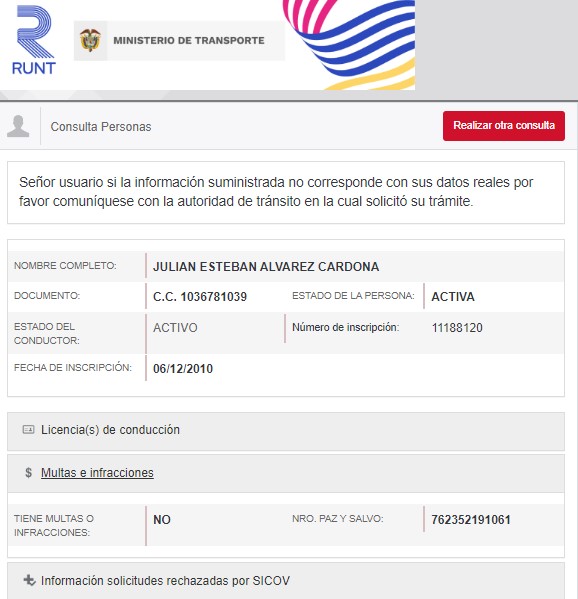 RUNT
MINISTERIO DE TRANSPORTE
Consulta Personas
Realizar otra consulta
Señor usuario si la información suministrada no corresponde con sus datos reales por
favor comuníquese con la autoridad de tránsito en la cual solicitó su trámite.
NOMBRE COMPLETO: JULIAN ESTEBAN ALVAREZ CARDONA
DOCUMENTO: C.C. 1036781039 ESTADO DE LA PERSONA: ACTIVA
ESTADO DEL
CONDUCTOR: ACTIVO Número de inscripción: 11188120
FECHA DE INSCRIPCIÓN: 06/12/2010
Licencia(s) de conducción
$ Multas e infracciones
TIENE MULTAS O
INFRACCIONES: NO NRO. PAZ Y SALVO: 762352191061
Información solicitudes rechazadas por SICOV